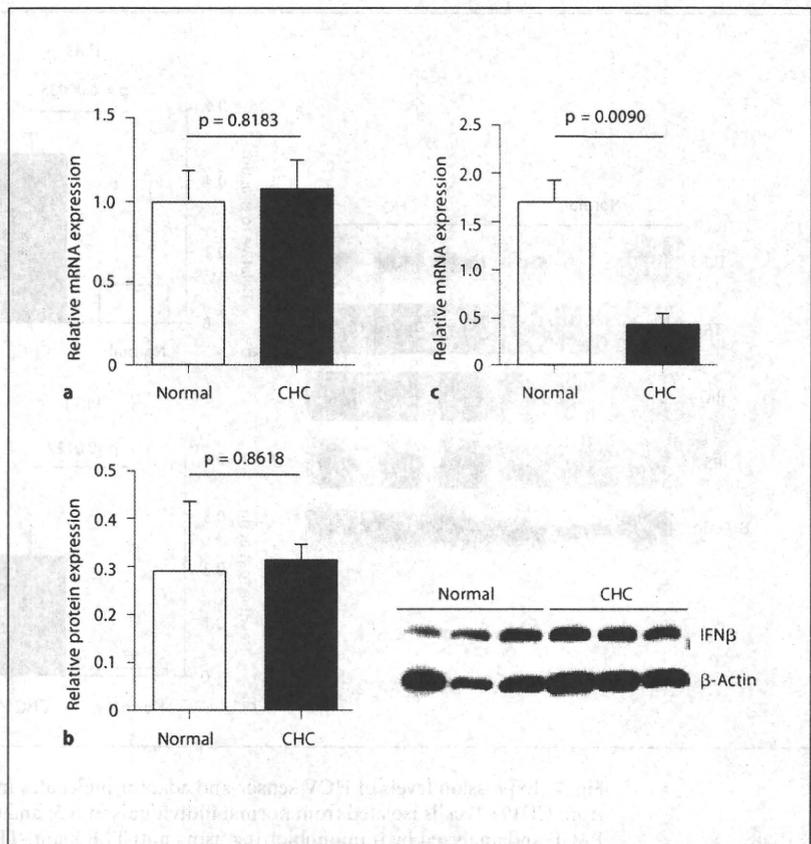 1.5
1.0
0.5
0
Relative mRNA expression
p = 0.8183
Normal
CHC
a
2.5
2.0
1.5
1.0
0.5
0
Relative mRNA expression
p = 0.0090
Normal
CHC
c
0.5
0.4
0.3
0.2
0.1
0
Relative protein expression
p = 0.8618
Normal
CHC
b
Normal
CHC
IFNβ
β-Actin